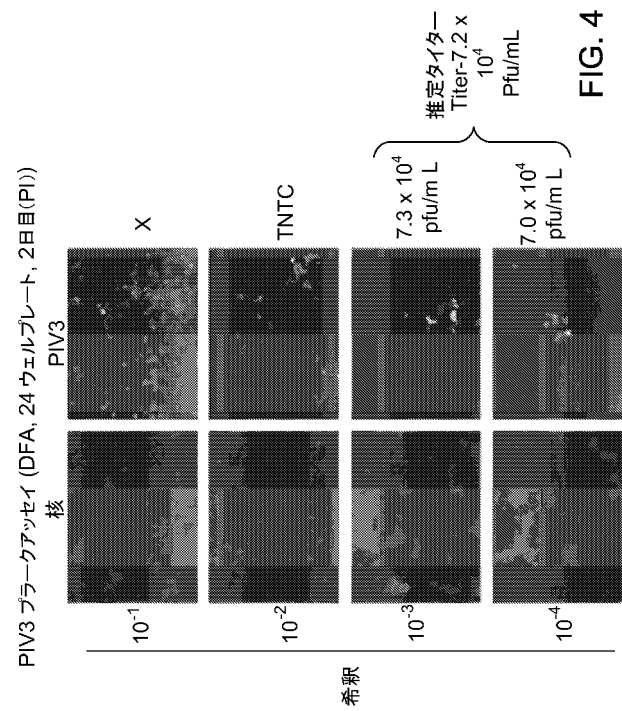 PIV3 プラークアッセイ (DFA, 24 ウェルプレート, 2日目(PI))
核
PIV3
希釈
10⁻¹
X
10⁻²
TNTC
10⁻³
7.3 x 10⁴
pfu/m L
10⁻⁴
7.0 x 10⁴
pfu/mL
推定タイター
Titer-7.2 x
10⁴
Pfu/mL
FIG. 4